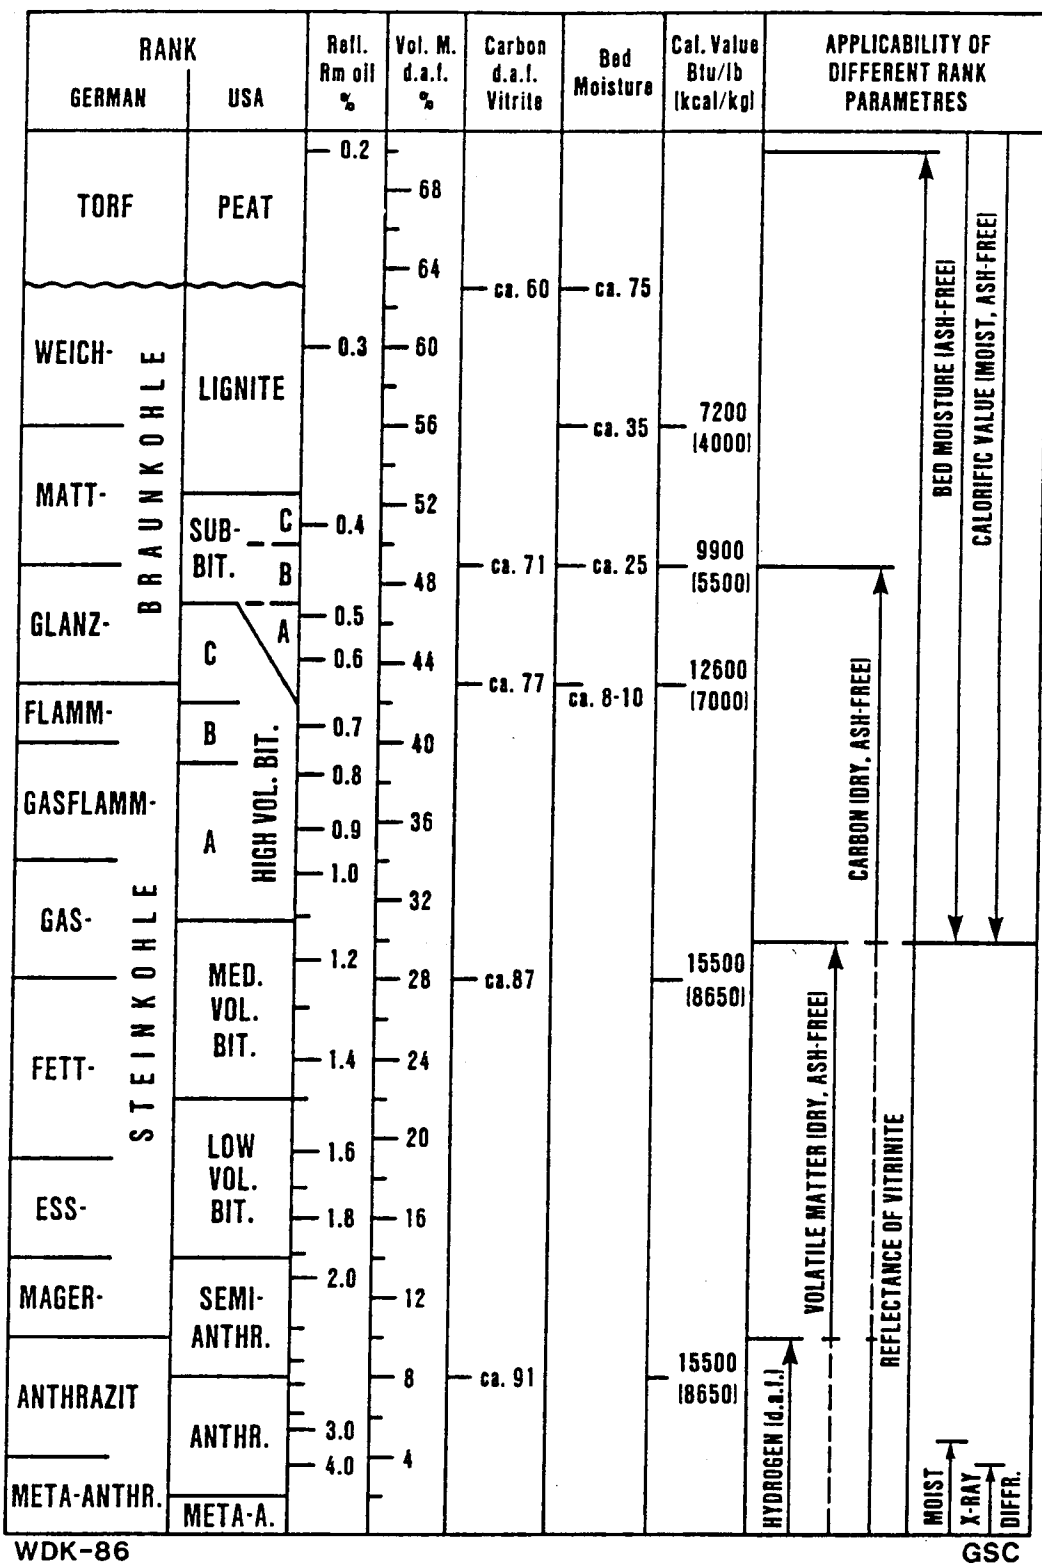 RANK
GERMAN
USA
Refl.
Rm oil
%
Vol. M.
d.a.f.
%
Carbon
d.a.f.
Vitrite
Bed
Moisture
Cal. Value
Btu/lb
(kcal/kg)
APPLICABILITY OF
DIFFERENT RANK
PARAMETRES
TORF
WEICH-
MATT-
GLANZ-
BRAUNKOHLE
FLAMM-
GASFLAMM-
GAS-
FETT-
ESS-
MAGER-
STEINKOHLE
ANTHRAZIT
META-ANTHR.
PEAT
LIGNITE
SUB-
BIT.
C
B
A
C
B
A
HIGH VOL. BIT.
MED.
VOL.
BIT.
LOW
VOL.
BIT.
SEMI-
ANTHR.
ANTHR.
META-A.
0.2
0.3
0.4
0.5
0.6
0.7
0.8
0.9
1.0
1.2
1.4
1.6
1.8
2.0
3.0
4.0
68
64
60
56
52
48
44
40
36
32
28
24
20
16
12
8
4
ca. 60
ca. 71
ca. 77
ca.87
ca. 91
ca. 75
ca. 35
ca. 25
ca. 8-10
7200
(4000)
9900
(5500)
12600
(7000)
15500
(8650)
15500
(8650)
BED MOISTURE (ASH-FREE)
CALORIFIC VALUE (MOIST, ASH-FREE)
CARBON (DRY, ASH-FREE)
VOLATILE MATTER (DRY, ASH-FREE)
REFLECTANCE OF VITRINITE
HYDROGEN (d.a.f.)
MOIST
X-RAY
DIFFR.
WDK-86
GSC